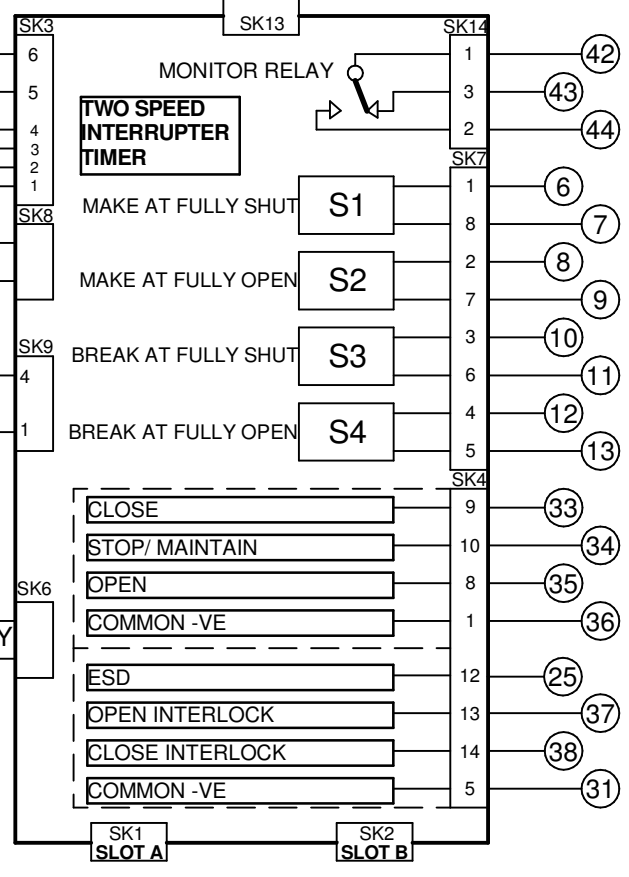 SK3
SK13
SK14
6
MONITOR RELAY
1
42
5
TWO SPEED
INTERRUPTER
TIMER
3
43
4
3
2
1
2
44
SK7
MAKE AT FULLY SHUT
S1
1
6
SK8
8
7
MAKE AT FULLY OPEN
S2
2
8
7
9
SK9
BREAK AT FULLY SHUT
S3
3
10
4
6
11
BREAK AT FULLY OPEN
S4
4
12
1
5
13
SK4
CLOSE
9
33
STOP/ MAINTAIN
10
34
SK6
OPEN
8
35
COMMON -VE
1
36
Y
ESD
12
25
OPEN INTERLOCK
13
37
CLOSE INTERLOCK
14
38
COMMON -VE
5
31
SK1
SLOT A
SK2
SLOT B